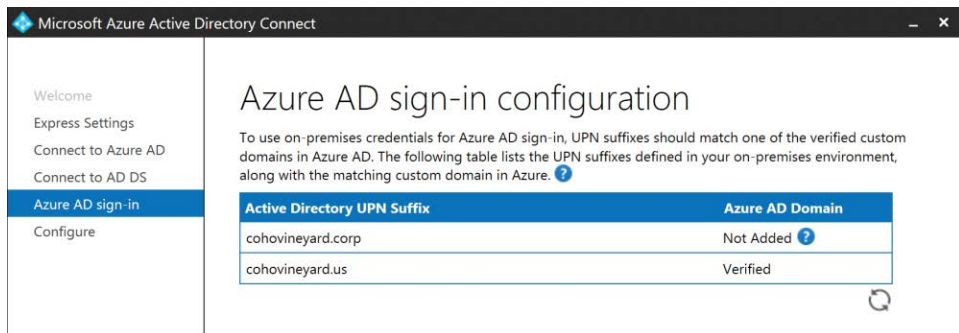 Microsoft Azure Active Directory Connect
Welcome
Express Settings
Connect to Azure AD
Connect to AD DS
Azure AD sign-in
Configure
Azure AD sign-in configuration
To use on-premises credentials for Azure AD sign-in, UPN suffixes should match one of the verified custom
domains in Azure AD. The following table lists the UPN suffixes defined in your on-premises environment,
along with the matching custom domain in Azure. ?
Active Directory UPN Suffix Azure AD Domain
cohovineyard.corp Not Added ?
cohovineyard.us Verified